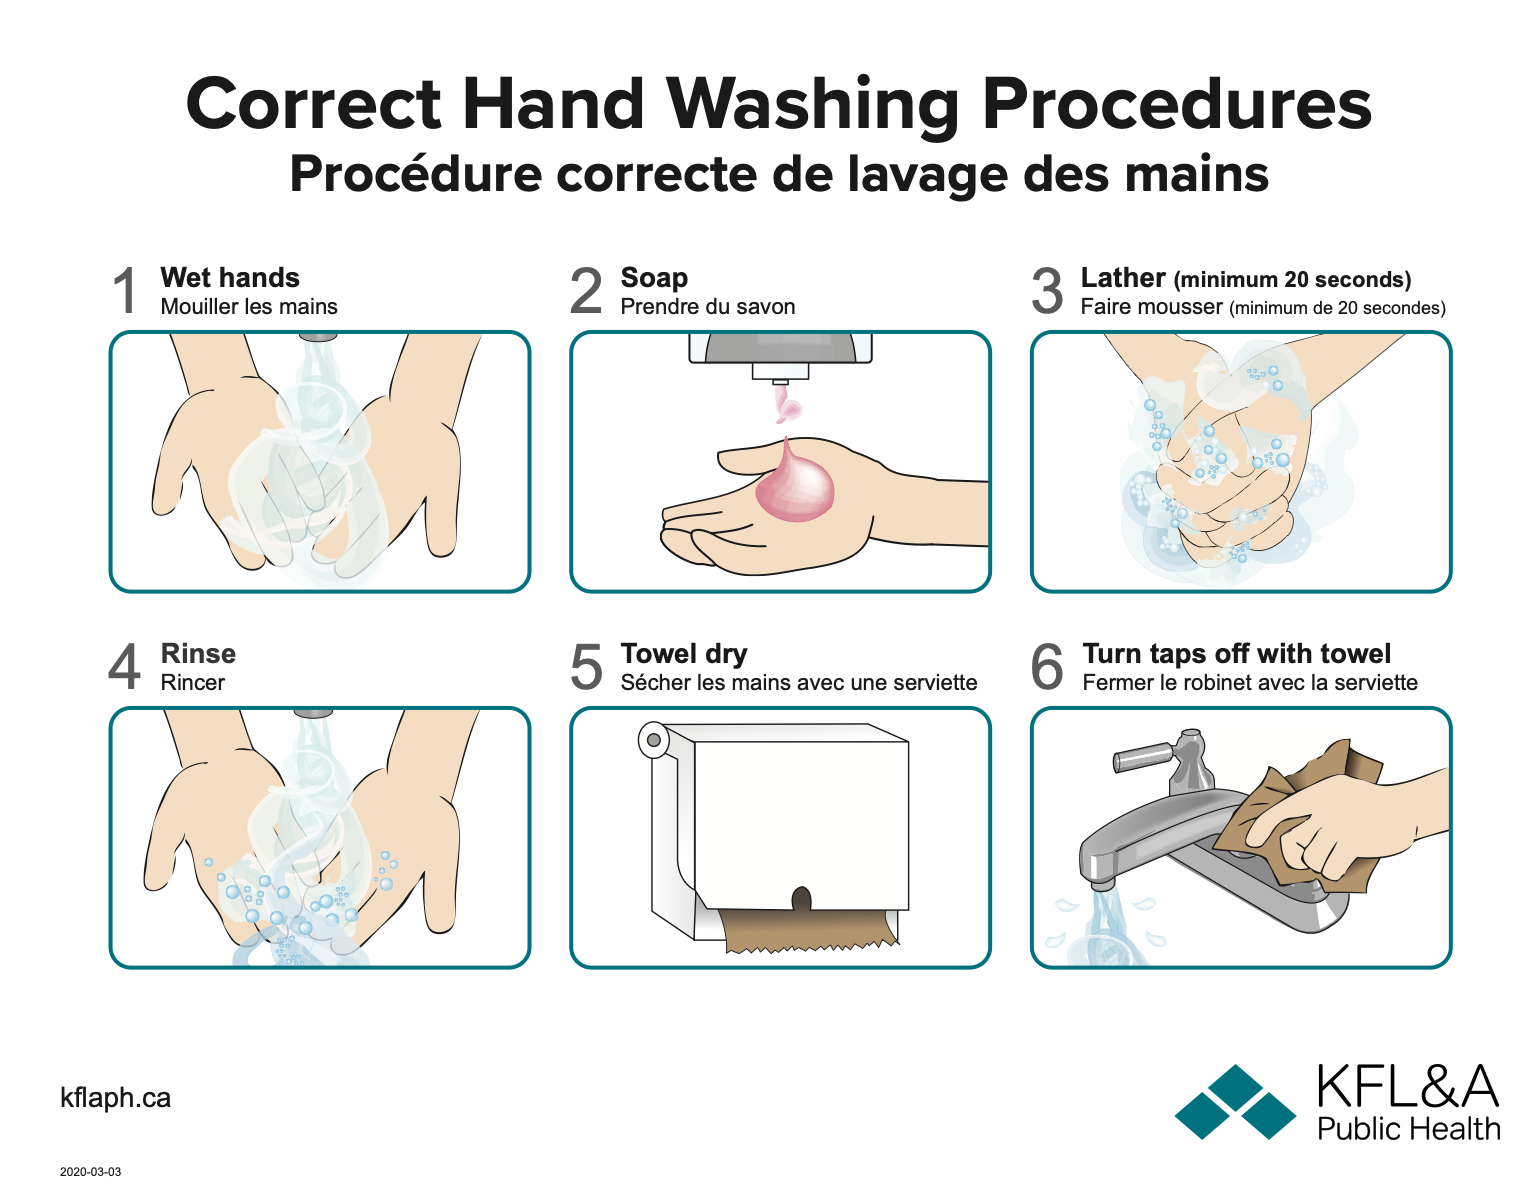 Correct Hand Washing Procedures
Procédure correcte de lavage des mains
1 Wet hands
Mouiller les mains
2 Soap
Prendre du savon
3 Lather (minimum 20 seconds)
Faire mousser (minimum de 20 secondes)
4 Rinse
Rincer
5 Towel dry
Sécher les mains avec une serviette
6 Turn taps off with towel
Fermer le robinet avec la serviette
kflaph.ca
KFL&A
Public Health
2020-03-03